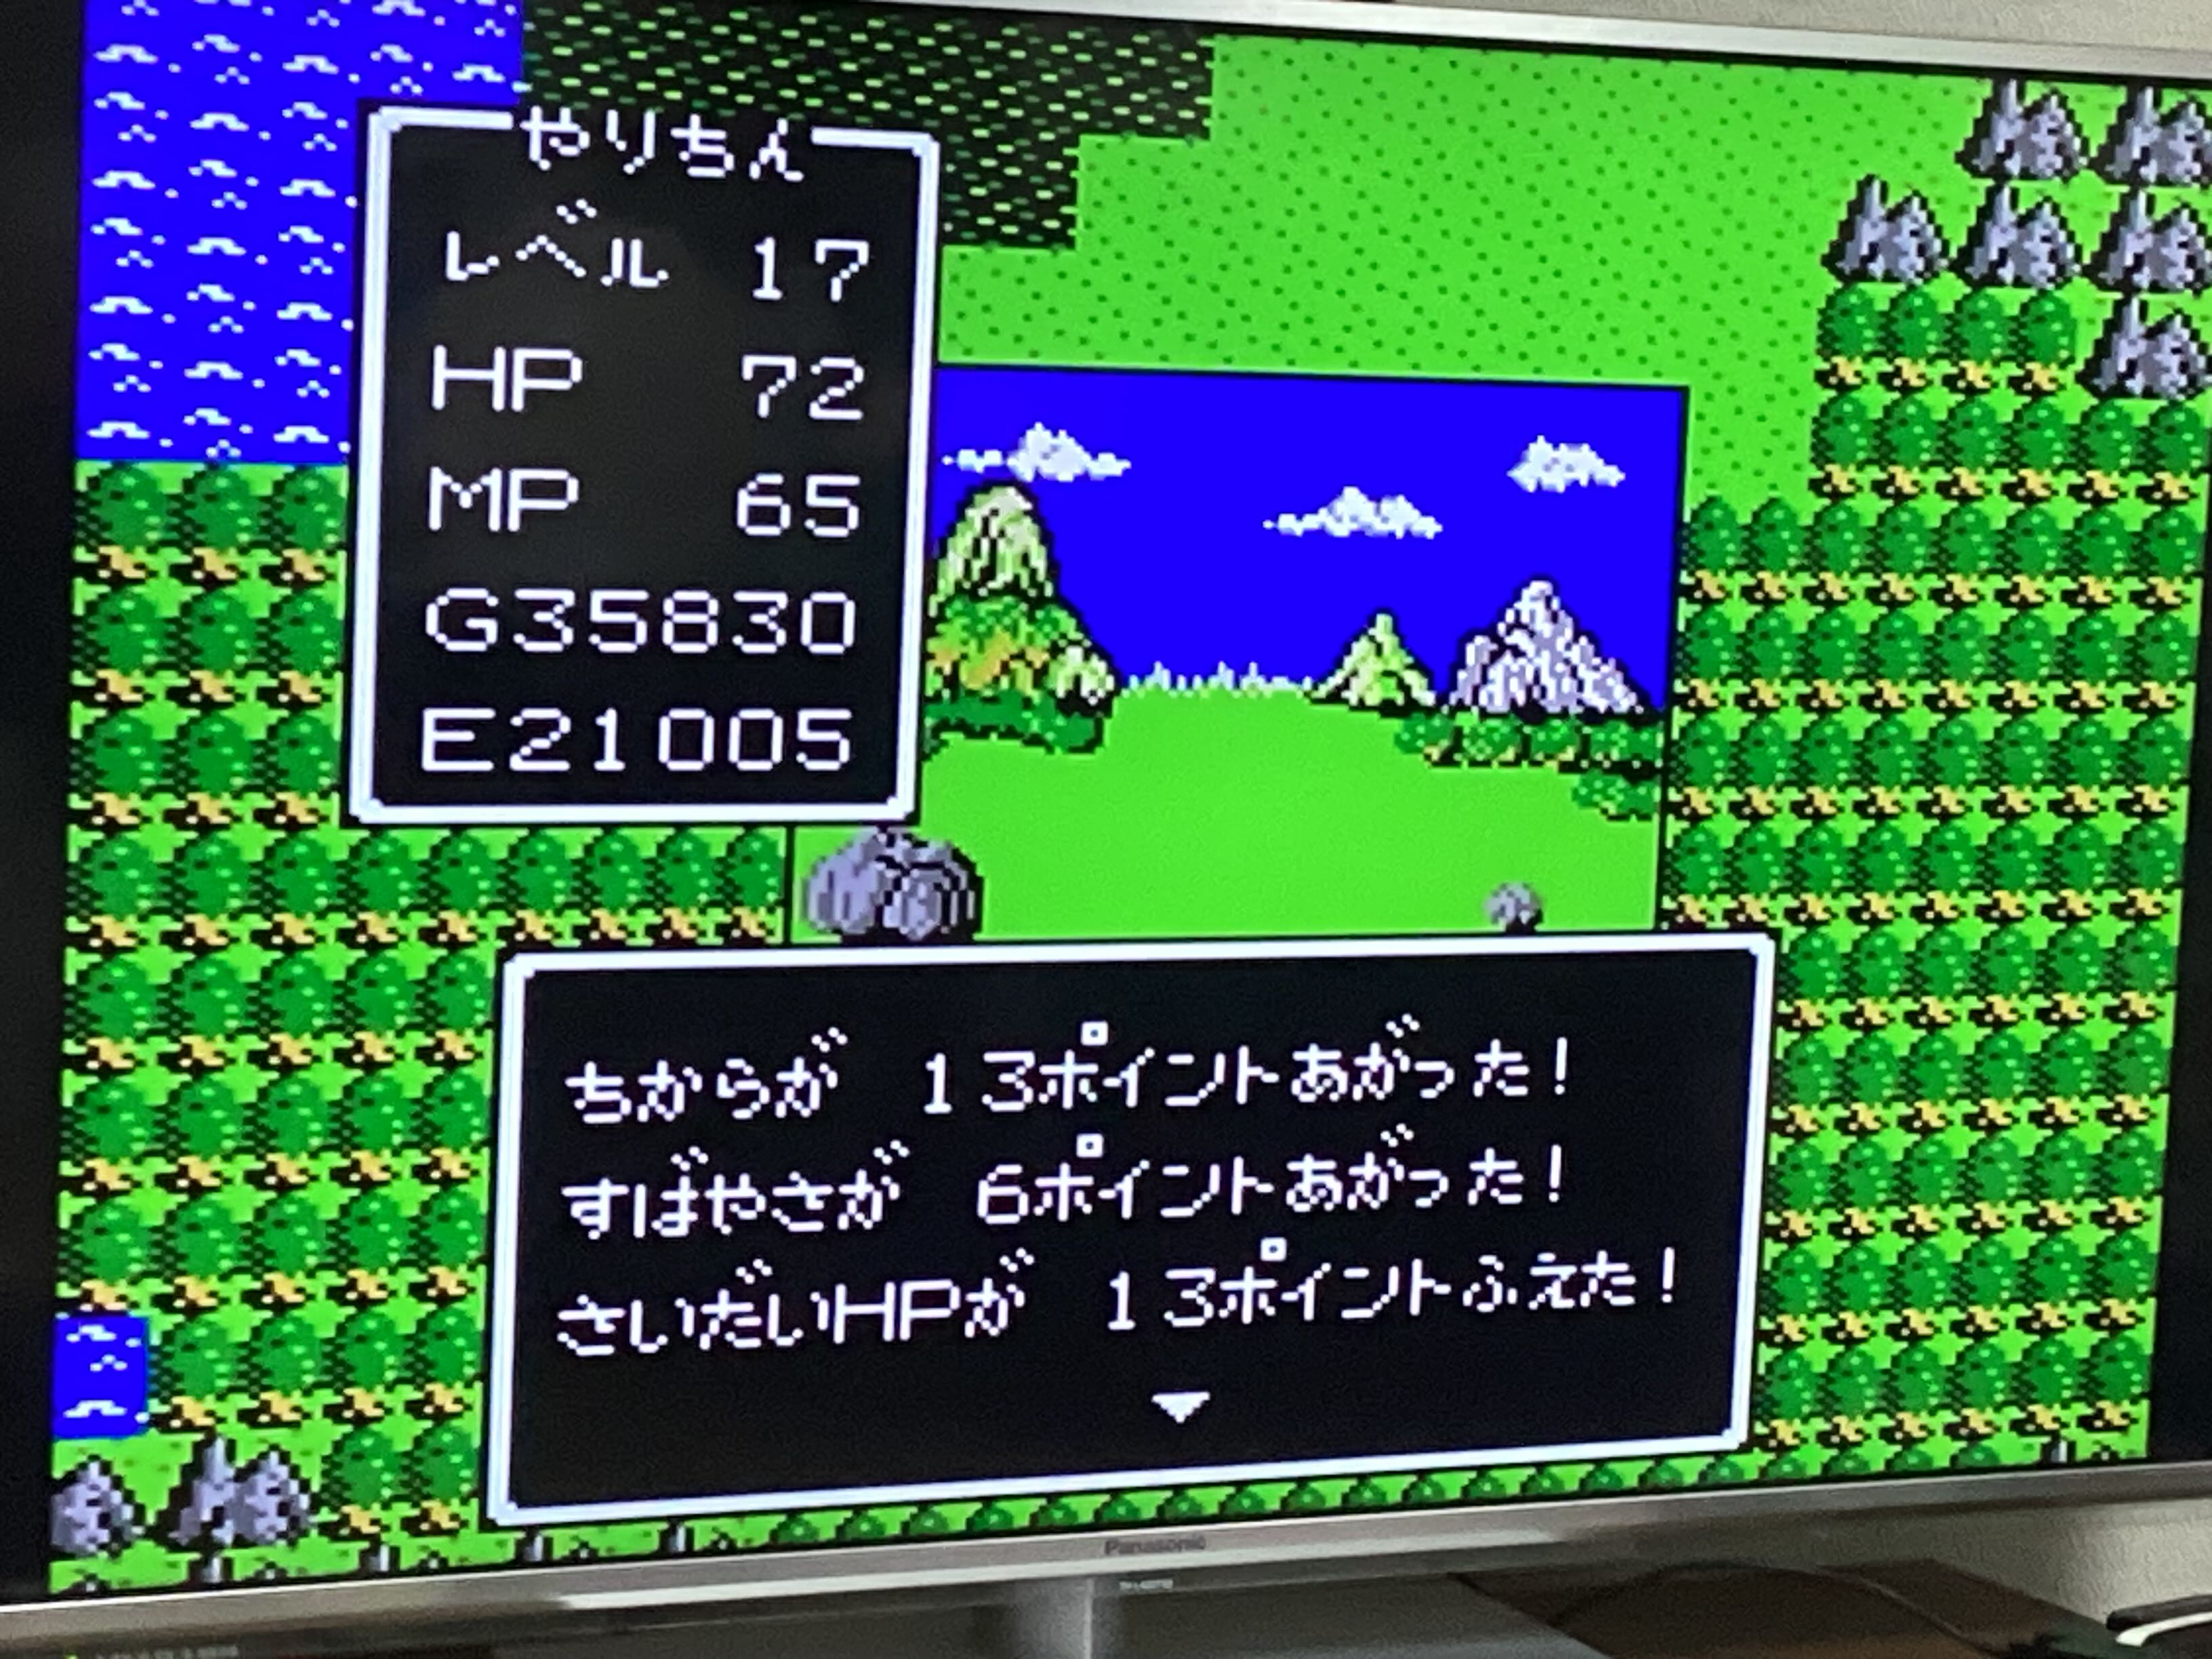 やりちん
レベル 17
HP 72
MP 65
G35830
E21005
ちからが 13ポイントあがった!
すばやさが 6ポイントあがった!
さいだいHPが 13ポイントふえた!
Panasonic